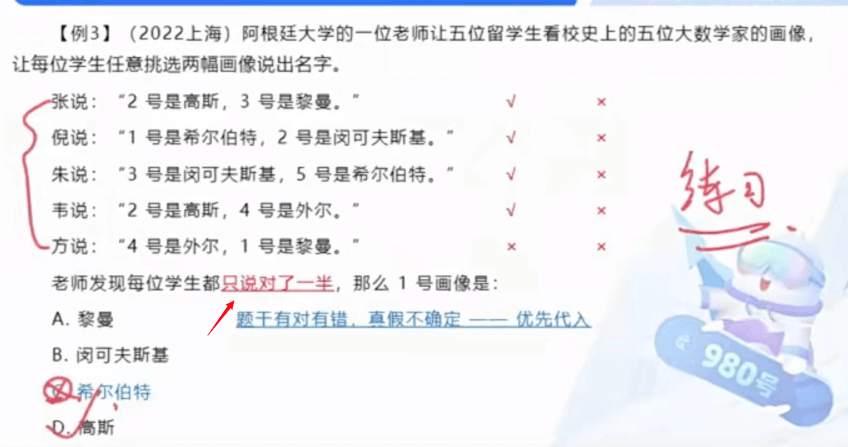 【例3】（2022上海）阿根廷大学的一位老师让五位留学生看校史上的五位大数学家的画像，
让每位学生任意挑选两幅画像说出名字。
张说：“2 号是高斯，3 号是黎曼。” √ ×
倪说：“1 号是希尔伯特，2 号是闵可夫斯基。” √ ×
朱说：“3 号是闵可夫斯基，5 号是希尔伯特。” √ ×
韦说：“2 号是高斯，4 号是外尔。” √ ×
方说：“4 号是外尔，1 号是黎曼。” × ×
练习
老师发现每位学生都只说对了一半，那么 1 号画像是：
A. 黎曼
题干有对有错，真假不确定 —— 优先代入
B. 闵可夫斯基
980号
C. 希尔伯特
D. 高斯